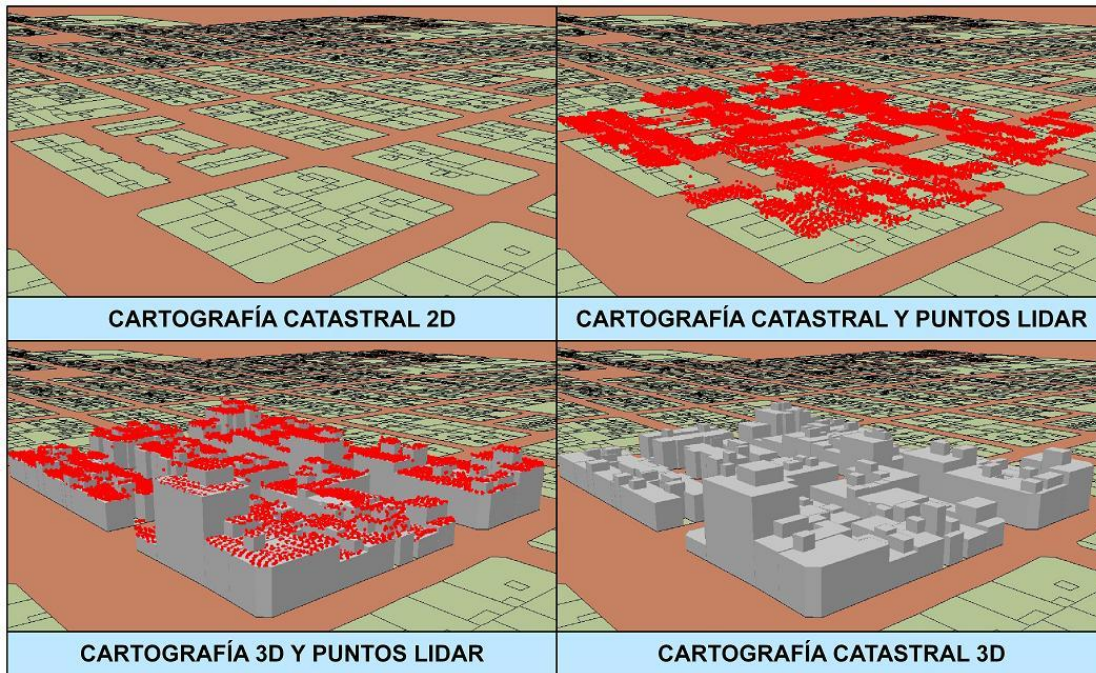 CARTOGRAFÍA CATASTRAL 2D
CARTOGRAFÍA CATASTRAL Y PUNTOS LIDAR
CARTOGRAFÍA 3D Y PUNTOS LIDAR
CARTOGRAFÍA CATASTRAL 3D